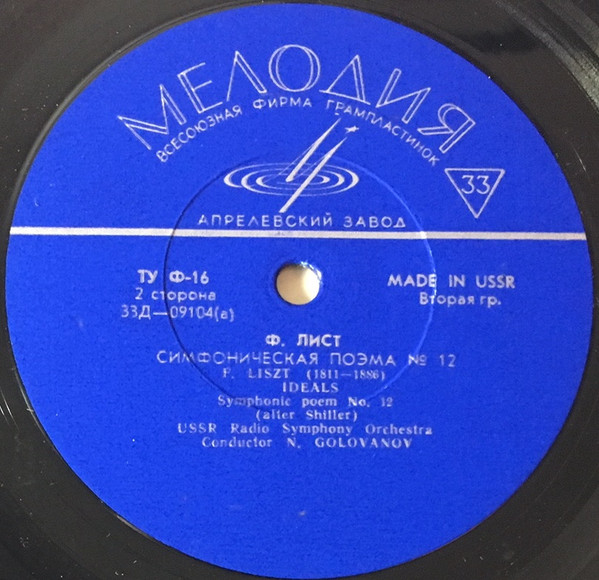 МЕЛОДИЯ
ВСЕСОЮЗНАЯ ФИРМА ГРАМПЛАСТИНОК
33
АПРЕЛЕВСКИЙ ЗАВОД
ТУ Ф-16
2 сторона
33Д—09104(а)
MADE IN USSR
Вторая гр.
Ф. ЛИСТ
СИМФОНИЧЕСКАЯ ПОЭМА № 12
F. LISZT (1811—1886)
IDEALS
Symphonic poem No. 12
(alter Shiller)
USSR Radio Symphony Orchestra
Conductor N. GOLOVANOV